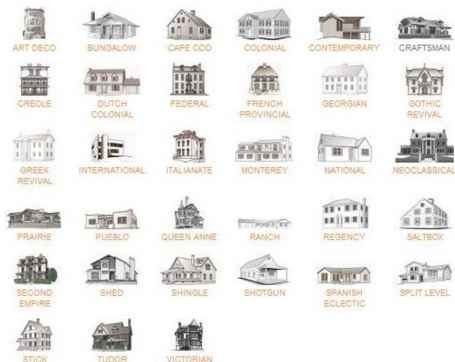 ART DECO
BUNGALOW
CAPE COD
COLONIAL
CONTEMPORARY
CRAFTSMAN
CREOLE
DUTCH
COLONIAL
FEDERAL
FRENCH
PROVINCIAL
GEORGIAN
GOTHIC
REVIVAL
GREEK
REVIVAL
INTERNATIONAL
ITALIANATE
MONTEREY
NATIONAL
NEOCLASSICAL
PRAIRIE
PUEBLO
QUEEN ANNE
RANCH
REGENCY
SALTBOX
SECOND
EMPIRE
SHED
SHINGLE
SHOTGUN
SPANISH
ECLECTIC
SPLIT LEVEL
STICK
TUDOR
VICTORIAN